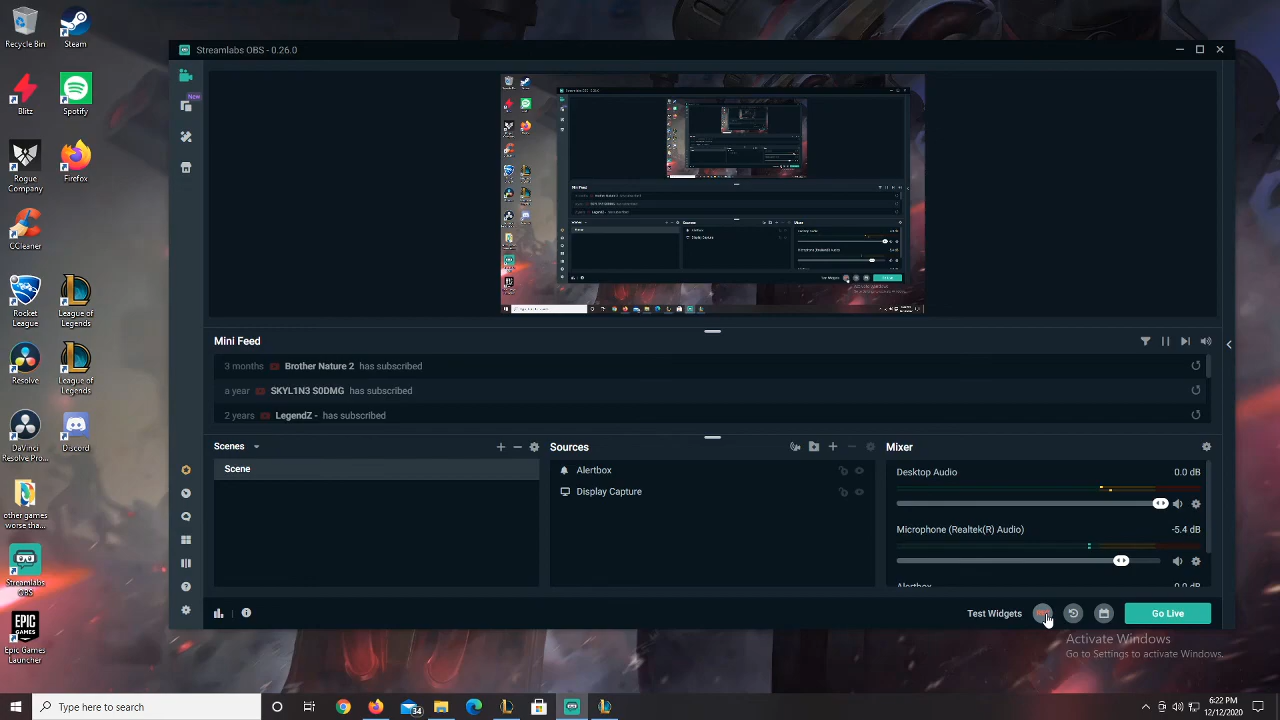 Recycle Bin
Steam
Blitz
Spotify
Rogue Company
Firefox
CCleaner
Rocket League
League of Legends
Resolve
League of Legends
DaVinci Resolve Pro...
Discord
other games worse tha...
Streamlabs OBS
Epic Games Launcher
Streamlabs OBS - 0.26.0
New
Mini Feed
3 months Brother Nature 2 has subscribed
a year SKYL1N3 S0DMG has subscribed
2 years LegendZ - has subscribed
Scenes
Scene
Sources
Alertbox
Display Capture
Mixer
Desktop Audio 0.0 dB
Microphone (Realtek(R) Audio) -5.4 dB
Alertbox 0.0 dB
Test Widgets
Go Live
Activate Windows
Go to Settings to activate Windows.
Type here to search
34
6:22 PM
12/12/2020